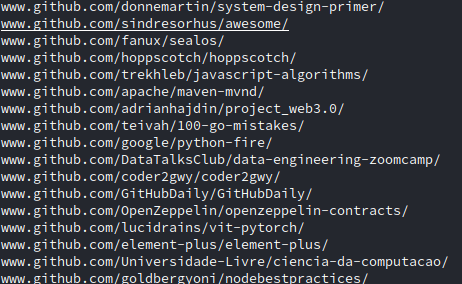 www.github.com/donnemartin/system-design-primer/
www.github.com/sindresorhus/awesome/
www.github.com/fanux/sealos/
www.github.com/hoppscotch/hoppscotch/
www.github.com/trekhleb/javascript-algorithms/
www.github.com/apache/maven-mvnd/
www.github.com/adrianhajdin/project_web3.0/
www.github.com/teivah/100-go-mistakes/
www.github.com/google/python-fire/
www.github.com/DataTalksClub/data-engineering-zoomcamp/
www.github.com/coder2gwy/coder2gwy/
www.github.com/GitHubDaily/GitHubDaily/
www.github.com/OpenZeppelin/openzeppelin-contracts/
www.github.com/lucidrains/vit-pytorch/
www.github.com/element-plus/element-plus/
www.github.com/Universidade-Livre/ciencia-da-computacao/
www.github.com/goldbergyoni/nodebestpractices/